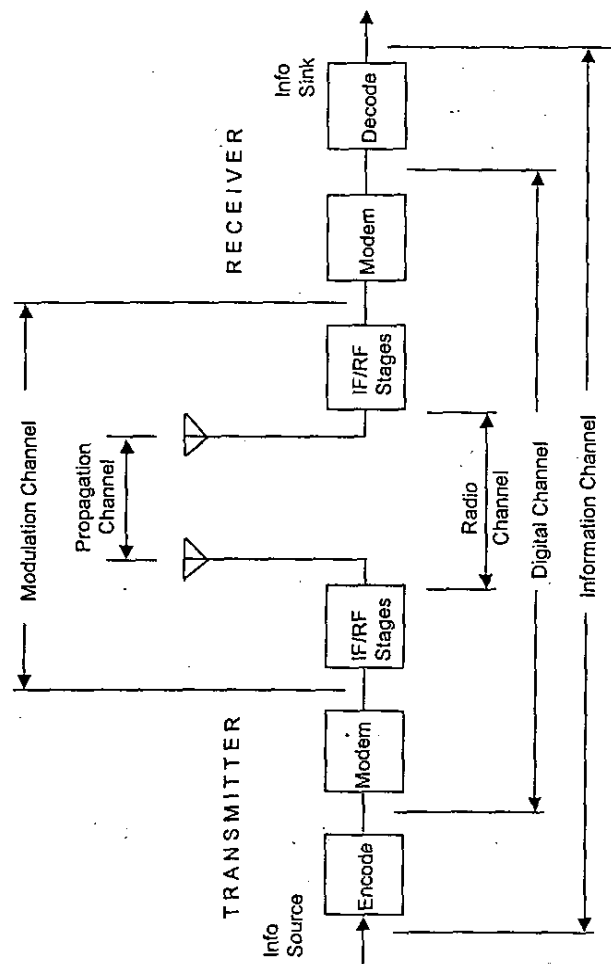 TRANSMITTER
RECEIVER
Info
Source
Encode
Modem
IF/RF
Stages
IF/RF
Stages
Modem
Decode
Info
Sink
Modulation Channel
Propagation
Channel
Radio
Channel
Digital Channel
Information Channel